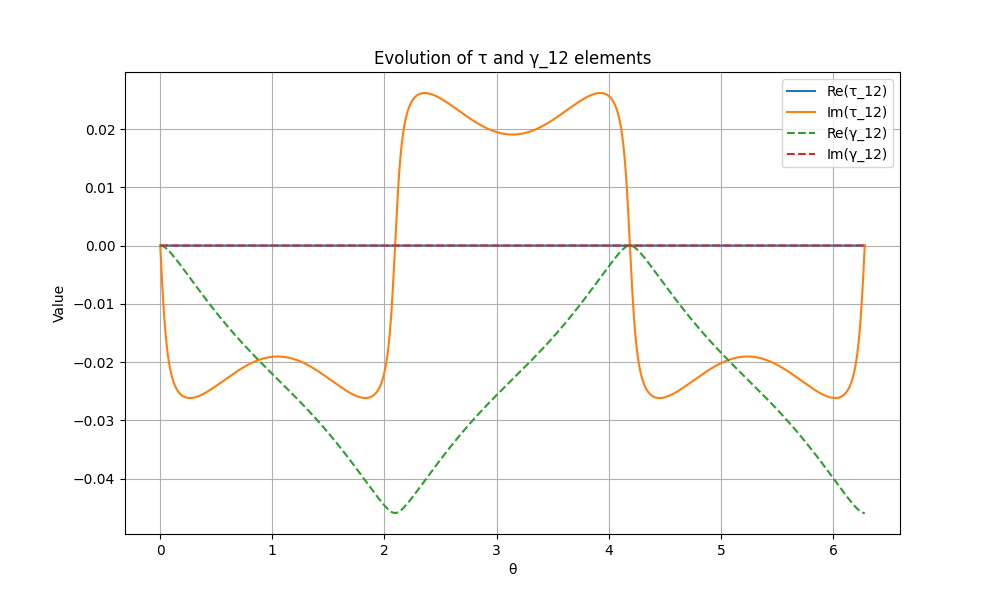 Evolution of τ and γ_12 elements
Re(τ_12)
Im(τ_12)
Re(γ_12)
Im(γ_12)
Value
0.02
0.01
0.00
−0.01
−0.02
−0.03
−0.04
0 1 2 3 4 5 6
θ